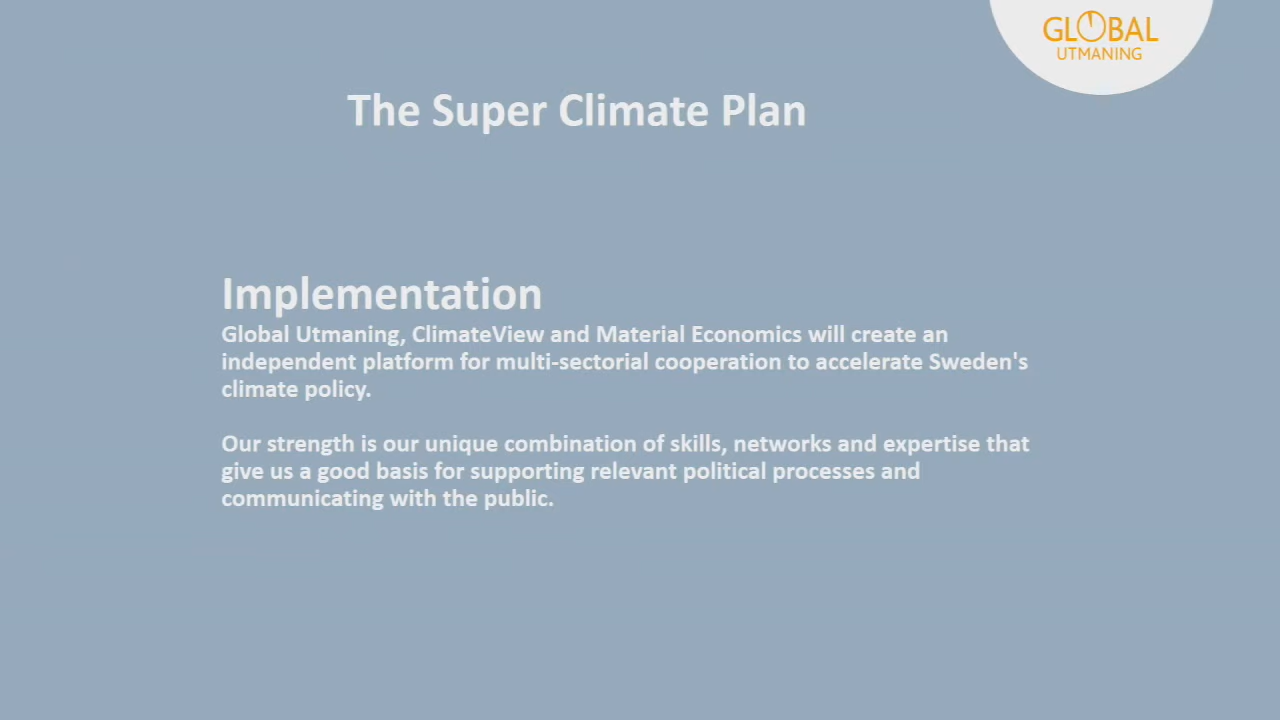 GLOBAL
UTMANING
The Super Climate Plan
Implementation
Global Utmaning, ClimateView and Material Economics will create an
independent platform for multi-sectorial cooperation to accelerate Sweden's
climate policy.
Our strength is our unique combination of skills, networks and expertise that
give us a good basis for supporting relevant political processes and
communicating with the public.